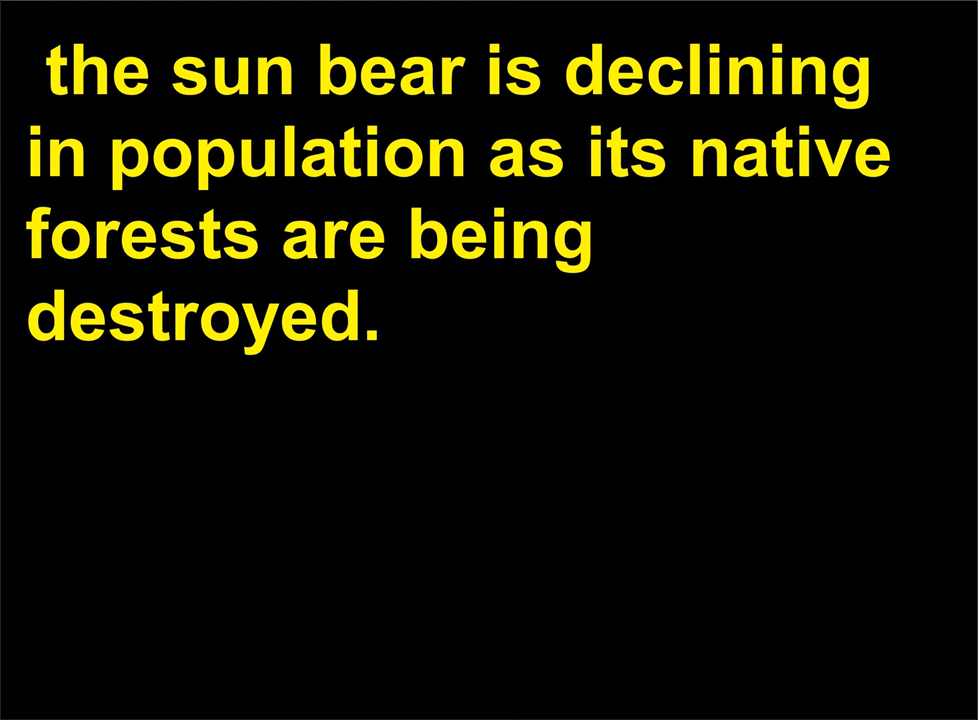 the sun bear is declining
in population as its native
forests are being
destroyed.